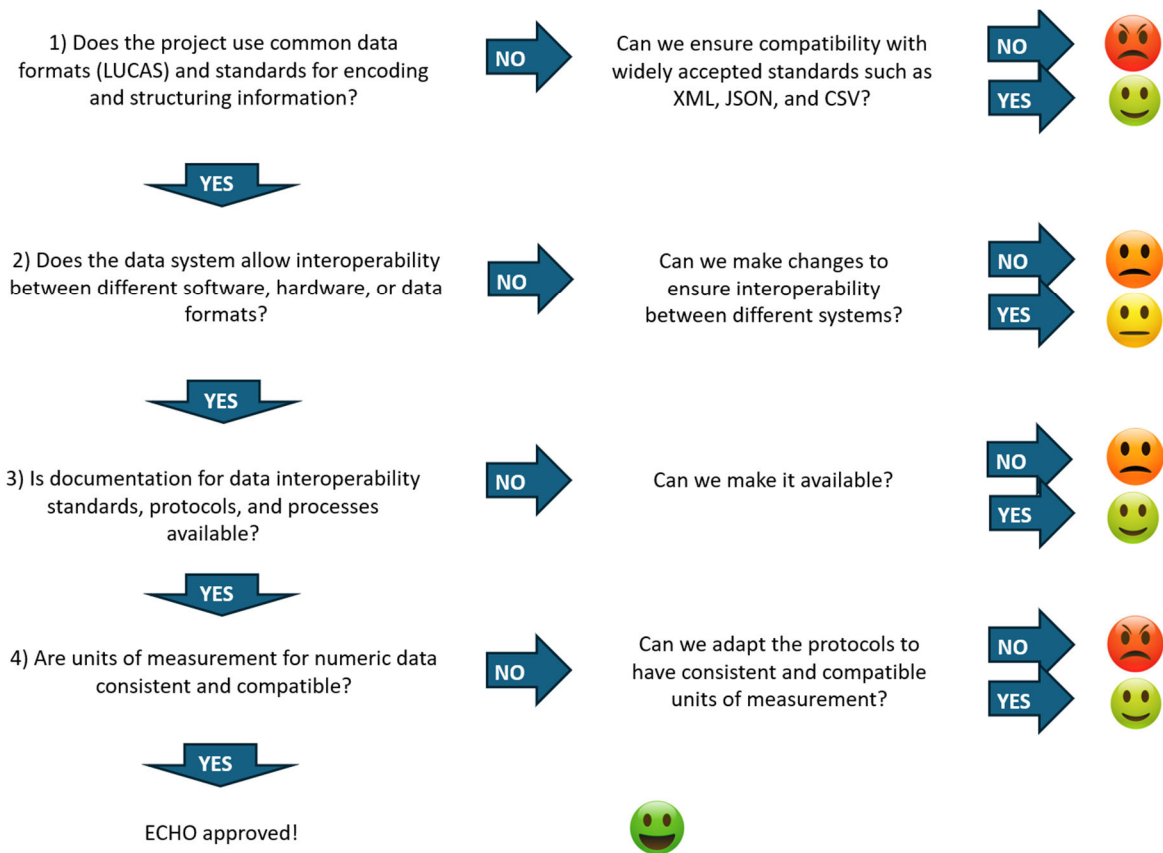 1) Does the project use common data
formats (LUCAS) and standards for encoding
and structuring information?
NO
Can we ensure compatibility with
widely accepted standards such as
XML, JSON, and CSV?
NO
YES
YES
2) Does the data system allow interoperability
between different software, hardware, or data
formats?
NO
Can we make changes to
ensure interoperability
between different systems?
NO
YES
YES
3) Is documentation for data interoperability
standards, protocols, and processes
available?
NO
Can we make it available?
NO
YES
YES
4) Are units of measurement for numeric data
consistent and compatible?
NO
Can we adapt the protocols to
have consistent and compatible
units of measurement?
NO
YES
YES
ECHO approved!